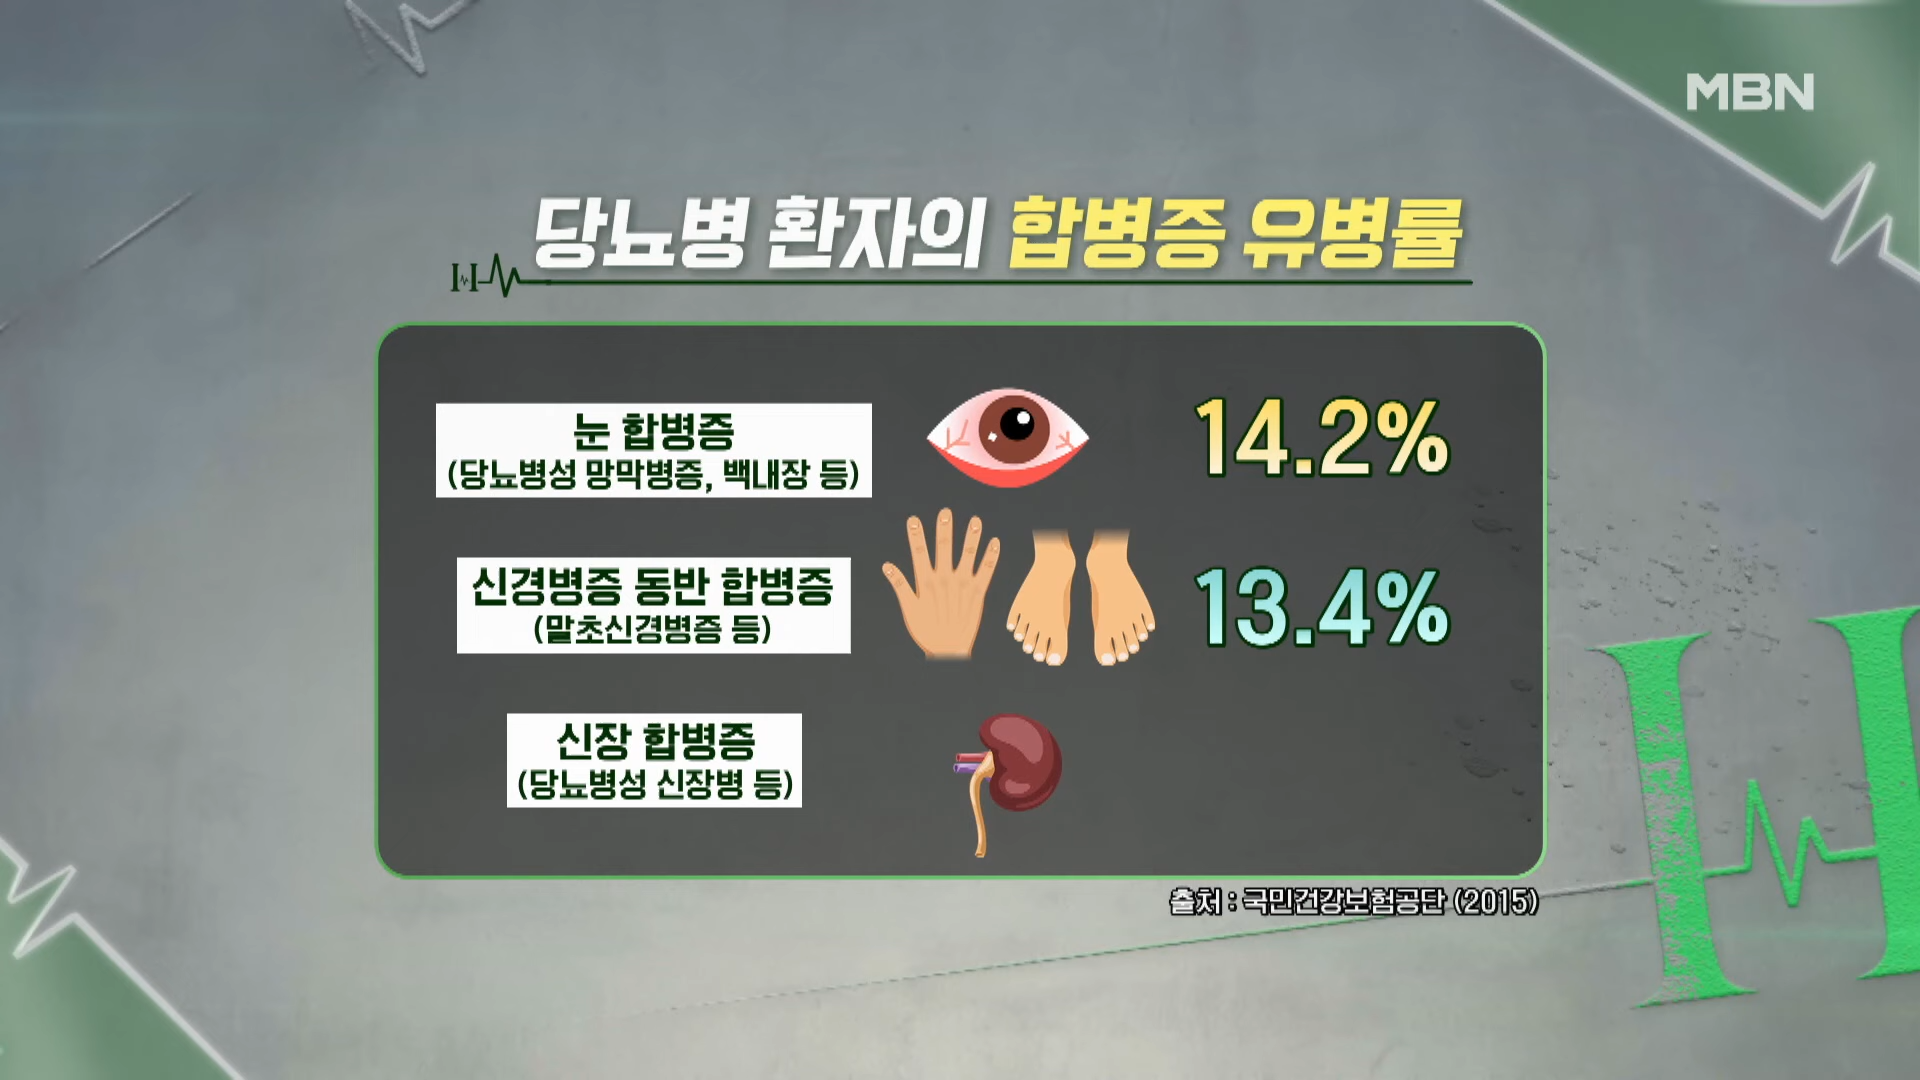 MBN
당뇨병 환자의 합병증 유병률
눈 합병증
(당뇨병성 망막병증, 백내장 등)
14.2%
신경병증 동반 합병증
(말초신경병증 등)
13.4%
신장 합병증
(당뇨병성 신장병 등)
출처 : 국민건강보험공단 (2015)
H